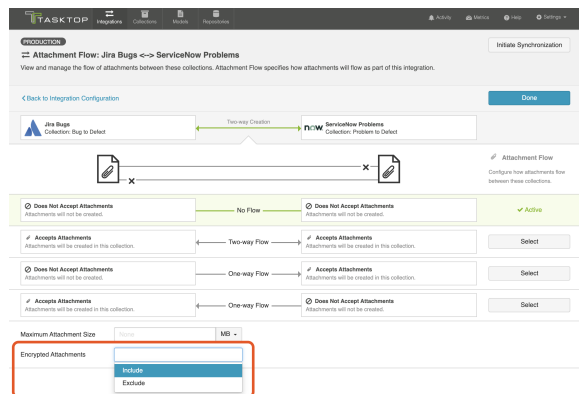 TASKTOP
Integrations
Collections
Models
Repositories
Activity
Metrics
Help
Settings
PRODUCTION
Attachment Flow: Jira Bugs <--> ServiceNow Problems
View and manage the flow of attachments between these collections. Attachment Flow specifies how attachments will flow as part of this integration.
Initiate Synchronization
Back to Integration Configuration
Done
Jira Bugs
Collection: Bug to Defect
Two-way Creation
now
ServiceNow Problems
Collection: Problem to Defect
Attachment Flow
Configure how attachments flow
between these collections.
Does Not Accept Attachments
Attachments will not be created.
No Flow
Does Not Accept Attachments
Attachments will not be created.
Active
Accepts Attachments
Attachments will be created in this collection.
Two-way Flow
Accepts Attachments
Attachments will be created in this collection.
Select
Does Not Accept Attachments
Attachments will not be created.
One-way Flow
Accepts Attachments
Attachments will be created in this collection.
Select
Accepts Attachments
Attachments will be created in this collection.
One-way Flow
Does Not Accept Attachments
Attachments will not be created.
Select
Maximum Attachment Size
None
MB
Encrypted Attachments
Include
Exclude